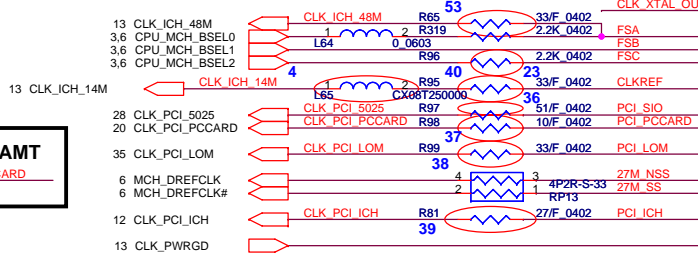 53
CLK_XTAL_OU
13 CLK_ICH_48M CLK_ICH_48M R65 33/F_0402
3,6 CPU_MCH_BSEL0 1 2 R319 2.2K_0402 FSA
3,6 CPU_MCH_BSEL1 L64 0_0603 FSB
3,6 CPU_MCH_BSEL2 R96 2.2K_0402 FSC
4 40 23
13 CLK_ICH_14M CLK_ICH_14M 1 2 R95 33/F_0402 CLKREF
L65 CX08T250000 36
28 CLK_PCI_5025 CLK_PCI_5025 R97 51/F_0402 PCI_SIO
20 CLK_PCI_PCCARD CLK_PCI_PCCARD R98 10/F_0402 PCI_PCCARD
37
AMT
35 CLK_PCI_LOM CLK_PCI_LOM R99 33/F_0402 PCI_LOM
38
ARD
6 MCH_DREFCLK 4 3 27M_NSS
6 MCH_DREFCLK# 2 1 4P2R-S-33 27M_SS
RP13
12 CLK_PCI_ICH CLK_PCI_ICH R81 27/F_0402 PCI_ICH
39
13 CLK_PWRGD